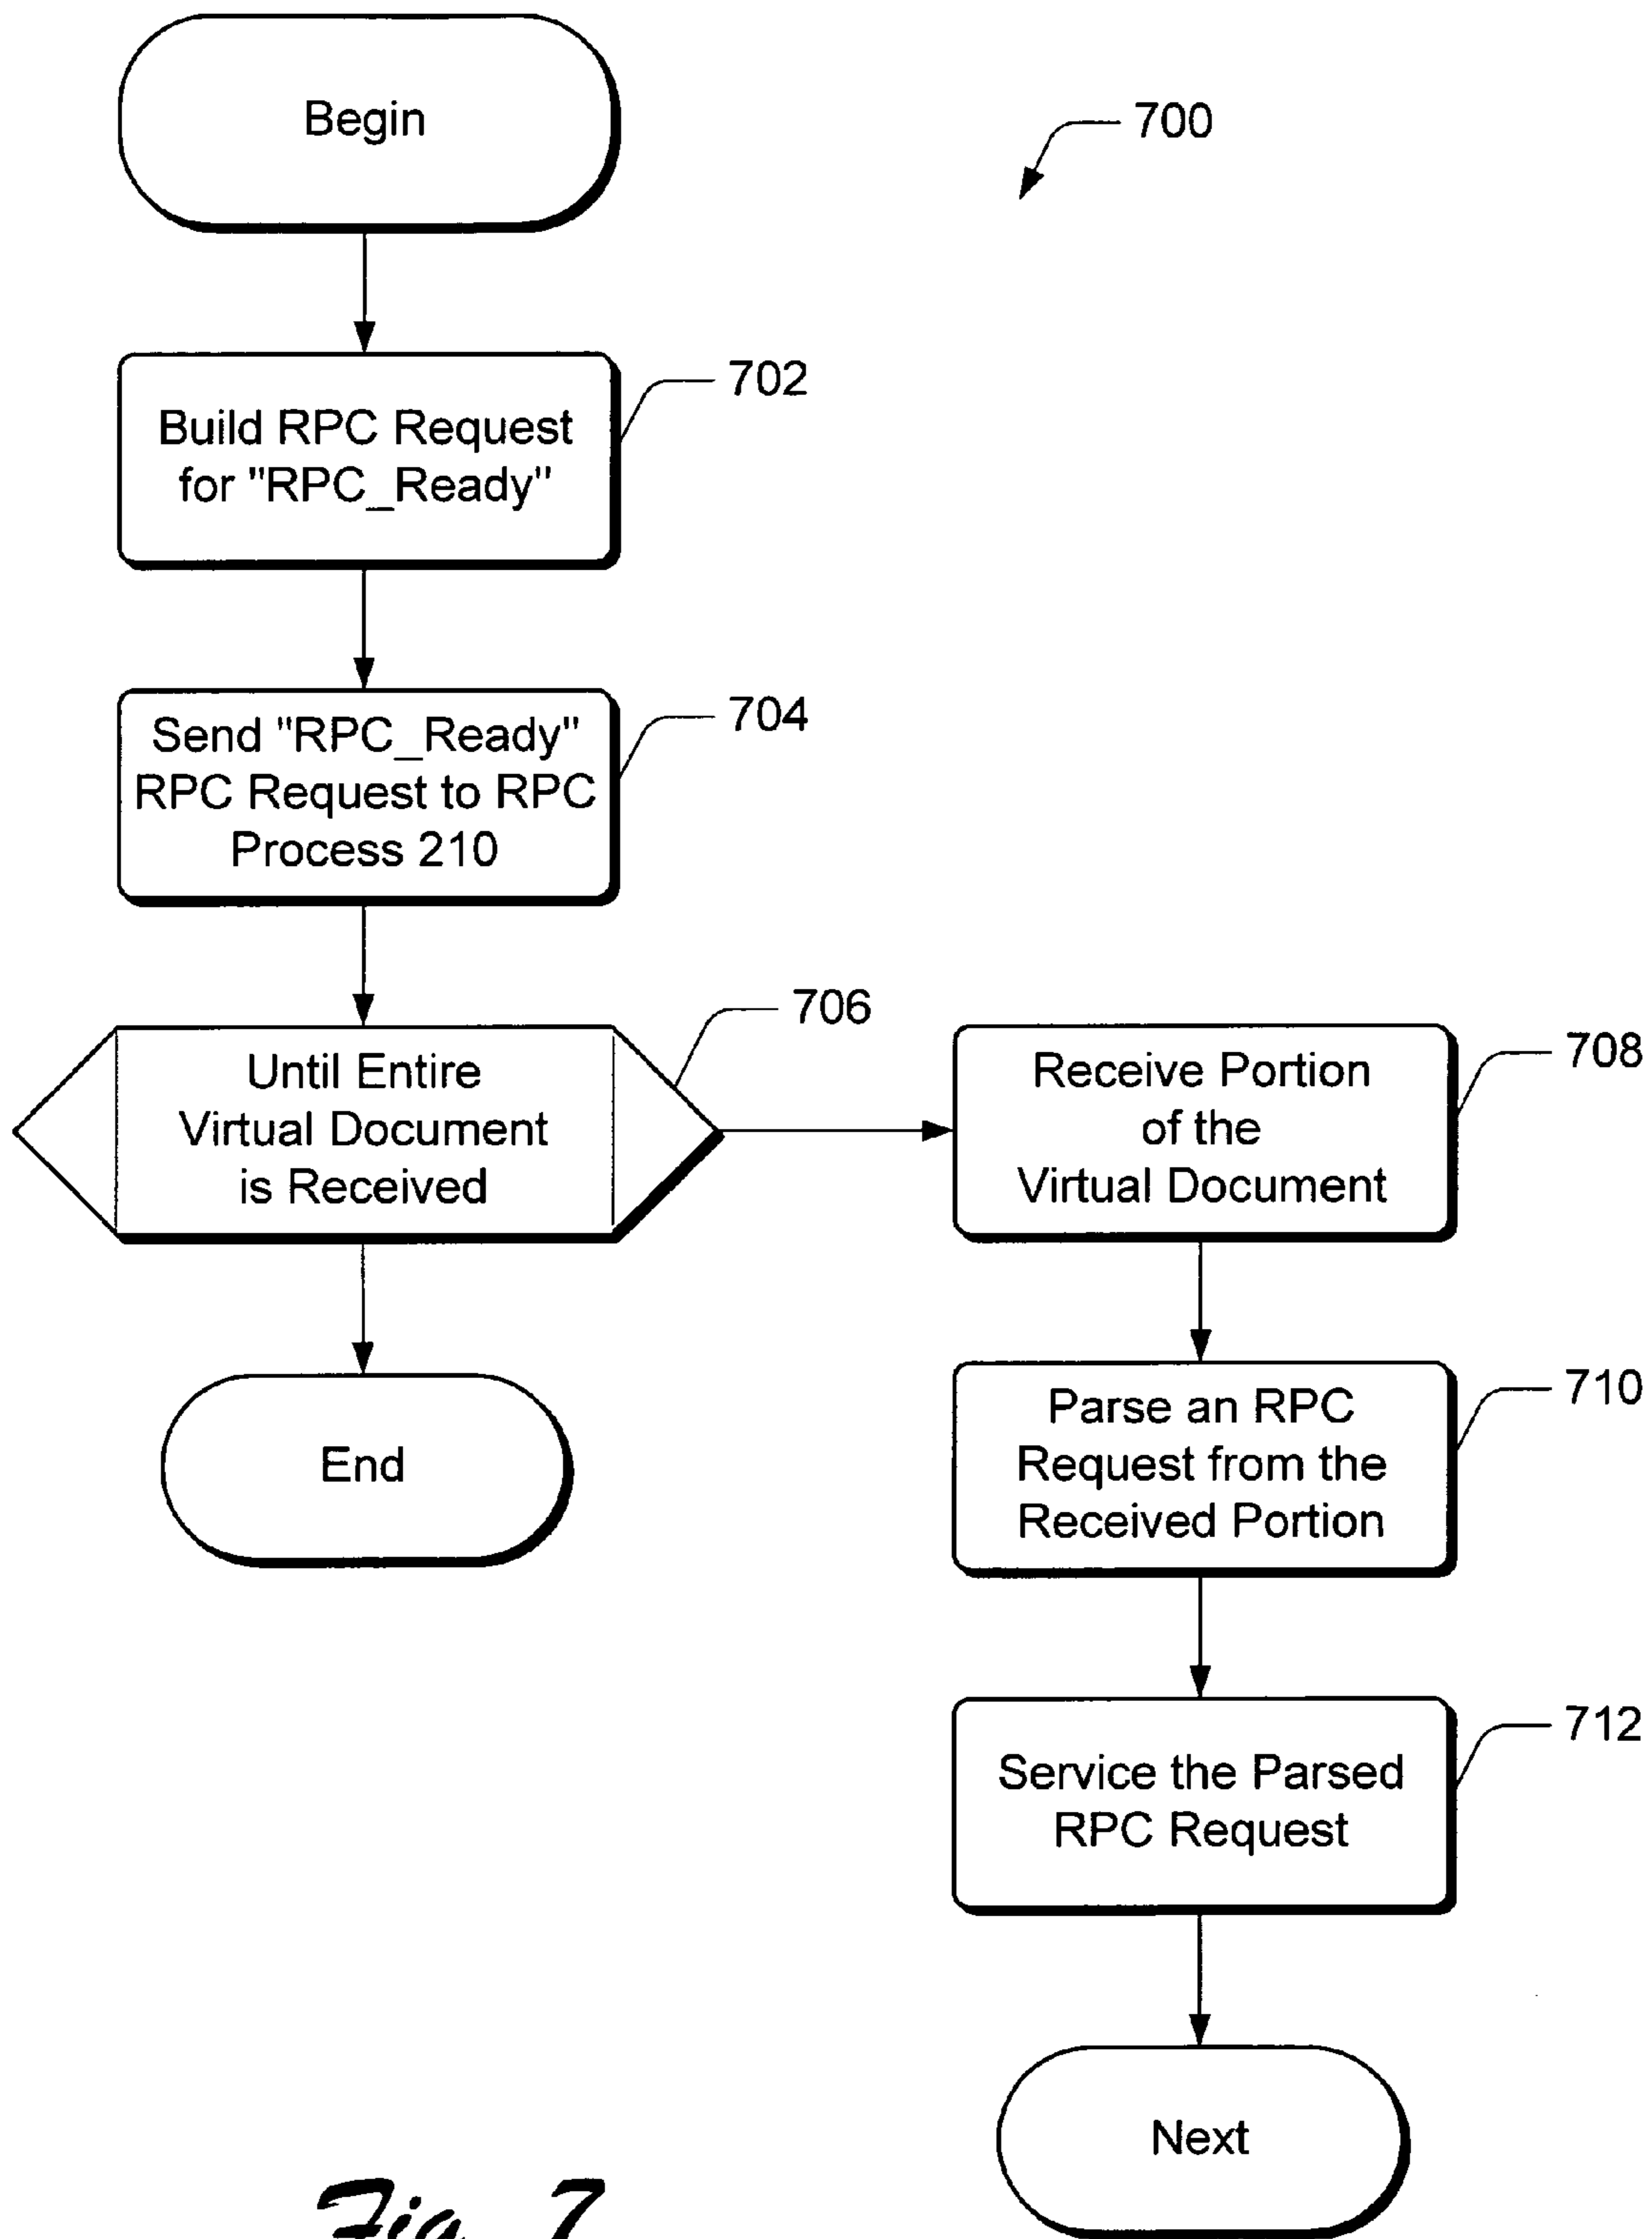 Begin
700
702
Build RPC Request
for "RPC_Ready"
704
Send "RPC_Ready"
RPC Request to RPC
Process 210
706
Until Entire
Virtual Document
is Received
708
Receive Portion
of the
Virtual Document
End
710
Parse an RPC
Request from the
Received Portion
712
Service the Parsed
RPC Request
Next
Fig. 7